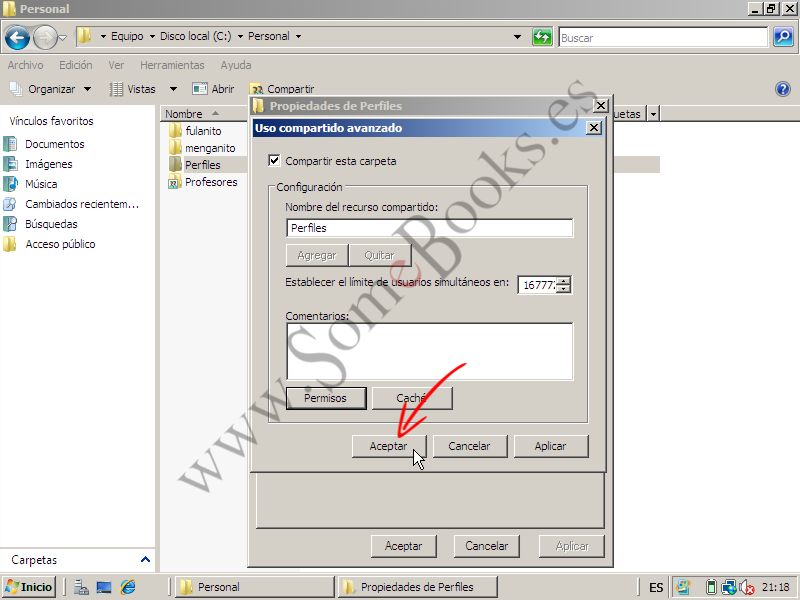 Personal
Equipo
Disco local (C:)
Personal
Buscar
Archivo
Edición
Ver
Herramientas
Ayuda
Organizar
Vistas
Abrir
Compartir
Vínculos favoritos
Documentos
Imágenes
Música
Cambiados recientem...
Búsquedas
Acceso público
Carpetas
Nombre
uetas
fulanito
menganito
Perfiles
Profesores
Propiedades de Perfiles
Uso compartido avanzado
Compartir esta carpeta
Configuración
Nombre del recurso compartido:
Perfiles
Agregar
Quitar
Establecer el límite de usuarios simultáneos en:
16777
Comentarios:
Permisos
Caché
Aceptar
Cancelar
Aplicar
Aceptar
Cancelar
Aplicar
www.SomeBooks.es
Inicio
Personal
Propiedades de Perfiles
ES
21:18